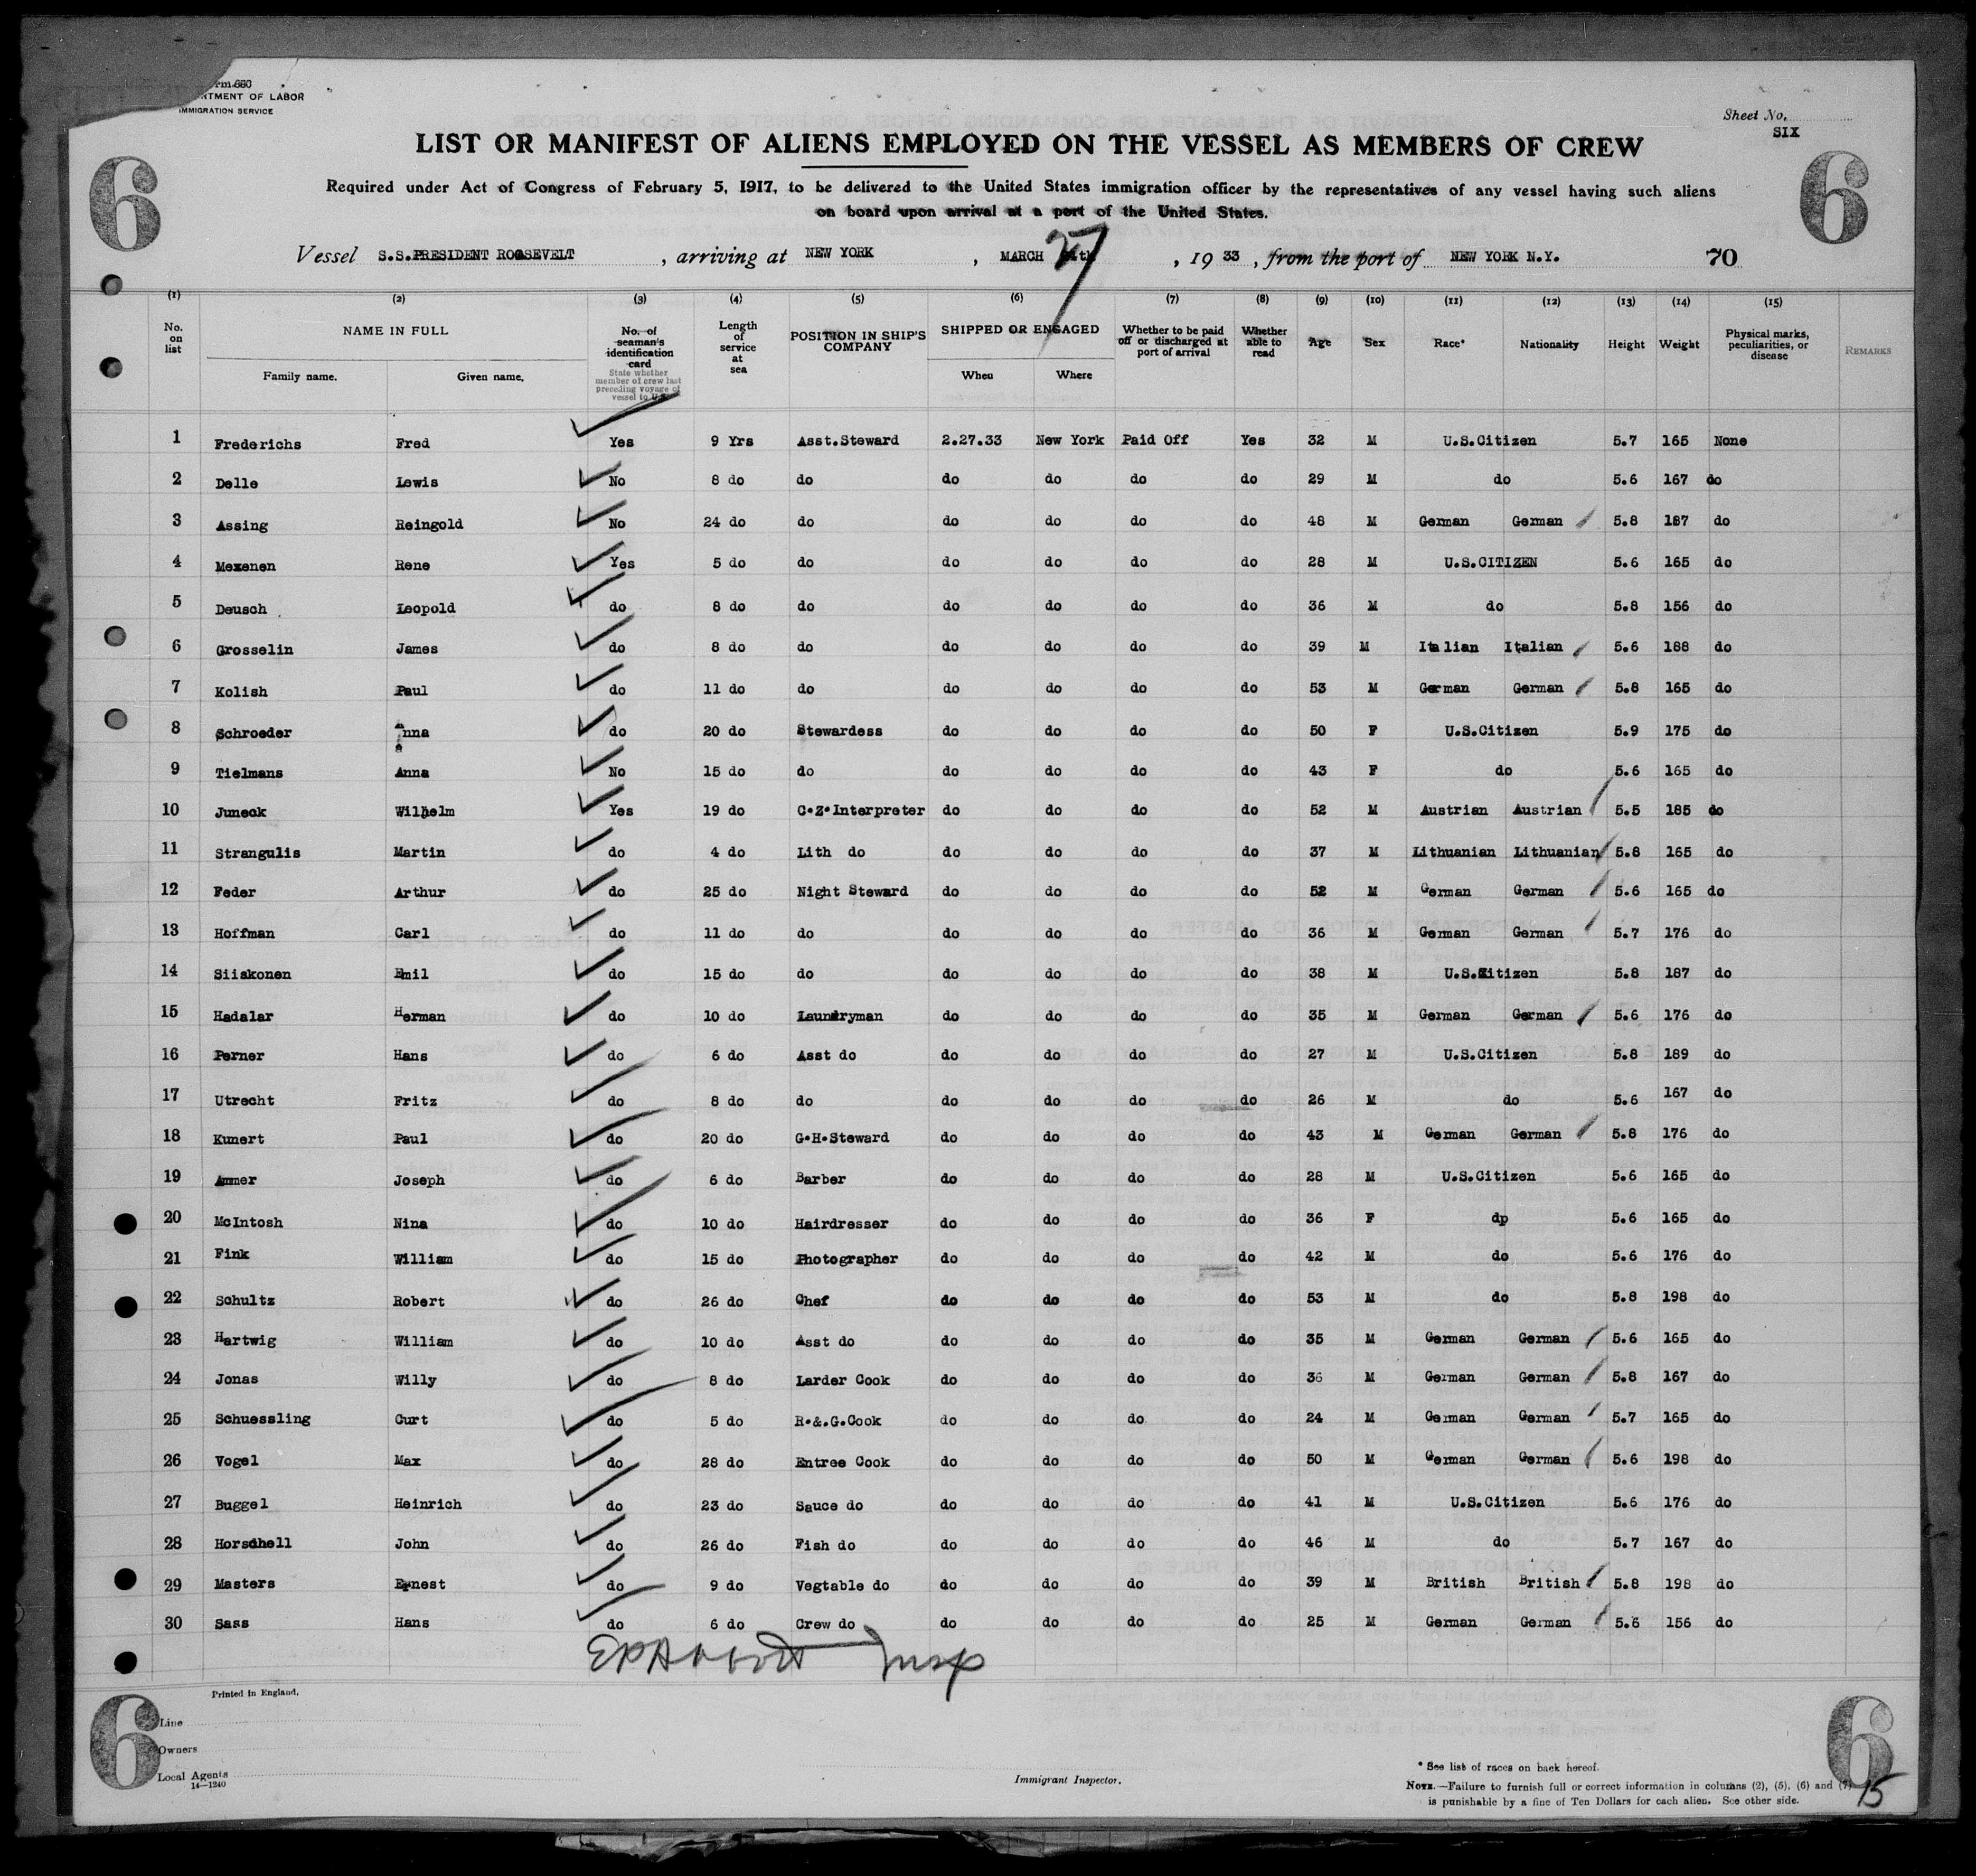 rm 680
NTMENT OF LABOR
IMMIGRATION SERVICE
Sheet No.
SIX
LIST OR MANIFEST OF ALIENS EMPLOYED ON THE VESSEL AS MEMBERS OF CREW
6 6
Required under Act of Congress of February 5, 1917, to be delivered to the United States immigration officer by the representatives of any vessel having such aliens
on board upon arrival at a port of the United States.
Vessel S.S.PRESIDENT ROOSEVELT , arriving at NEW YORK , MARCH 27 , 19 33 , from the port of NEW YORK N.Y. 70
(1) (2) (3) (4) (5) (6) (7) (8) (9) (10) (11) (12) (13) (14) (15)
No. on list NAME IN FULL Family name. Given name. No. of seaman's identification card State whether member of crew last preceding voyage of vessel to U.S. Length of service at sea POSITION IN SHIP'S COMPANY SHIPPED OR ENGAGED When Where Whether to be paid off or discharged at port of arrival Whether able to read Age Sex Race* Nationality Height Weight Physical marks, peculiarities, or disease REMARKS
1 Frederichs Fred Yes 9 Yrs Asst.Steward 2.27.33 New York Paid Off Yes 32 M U.S.Citizen 5.7 165 None
2 Delle Lewis No 8 do do do do do do 29 M do 5.6 167 do
3 Assing Reingold No 24 do do do do do do 48 M German German 5.8 187 do
4 Mexenen Rene Yes 5 do do do do do do 28 M U.S.CITIZEN 5.6 165 do
5 Deusch Leopold do 8 do do do do do do 36 M do 5.8 156 do
6 Grosselin James do 8 do do do do do do 39 M Italian Italian 5.6 188 do
7 Kolish Paul do 11 do do do do do do 53 M German German 5.8 165 do
8 Schroeder Anna do 20 do Stewardess do do do do 50 F U.S.Citizen 5.9 175 do
9 Tielmans Anna No 15 do do do do do do 43 F do 5.6 165 do
10 Juneck Wilhelm Yes 19 do C.Z.Interpreter do do do do 52 M Austrian Austrian 5.5 185 do
11 Strangulis Martin do 4 do Lith do do do do do 37 M Lithuanian Lithuanian 5.8 165 do
12 Feder Arthur do 25 do Night Steward do do do do 52 M German German 5.6 165 do
13 Hoffman Carl do 11 do do do do do do 36 M German German 5.7 176 do
14 Siiskonen Emil do 15 do do do do do do 38 M U.S.Citizen 5.8 187 do
15 Hadalar Herman do 10 do Laundryman do do do do 35 M German German 5.6 176 do
16 Perner Hans do 6 do Asst do do do do do 27 M U.S.Citizen 5.8 189 do
17 Utrecht Fritz do 8 do do do do do do 26 M do 5.6 167 do
18 Kunert Paul do 20 do G.H.Steward do do do do 43 M German German 5.8 176 do
19 Ammer Joseph do 6 do Barber do do do do 28 M U.S.Citizen 5.6 165 do
20 McIntosh Nina do 10 do Hairdresser do do do do 36 F dp 5.6 165 do
21 Fink William do 15 do Photographer do do do do 42 M do 5.6 176 do
22 Schultz Robert do 26 do Chef do do do do 53 M do 5.8 198 do
23 Hartwig William do 10 do Asst do do do do do 35 M German German 5.6 165 do
24 Jonas Willy do 8 do Larder Cook do do do do 36 M German German 5.8 167 do
25 Schuessling Curt do 5 do R.&.G.Cook do do do do 24 M German German 5.7 165 do
26 Vogel Max do 28 do Entree Cook do do do do 50 M German German 5.6 198 do
27 Buggel Heinrich do 23 do Sauce do do do do do 41 M U.S.Citizen 5.6 176 do
28 Horsdhell John do 26 do Fish do do do do do 46 M do 5.7 167 do
29 Masters Ernest do 9 do Vegtable do do do do do 39 M British British 5.8 198 do
30 Sass Hans do 6 do Crew do do do do do 25 M German German 5.6 156 do
Printed in England.
6 6
Line
Owners
Local Agents
14—1240
Immigrant Inspector.
* See list of races on back hereof.
NOTE.—Failure to furnish full or correct information in columns (2), (5), (6) and (7)
is punishable by a fine of Ten Dollars for each alien. See other side.
15